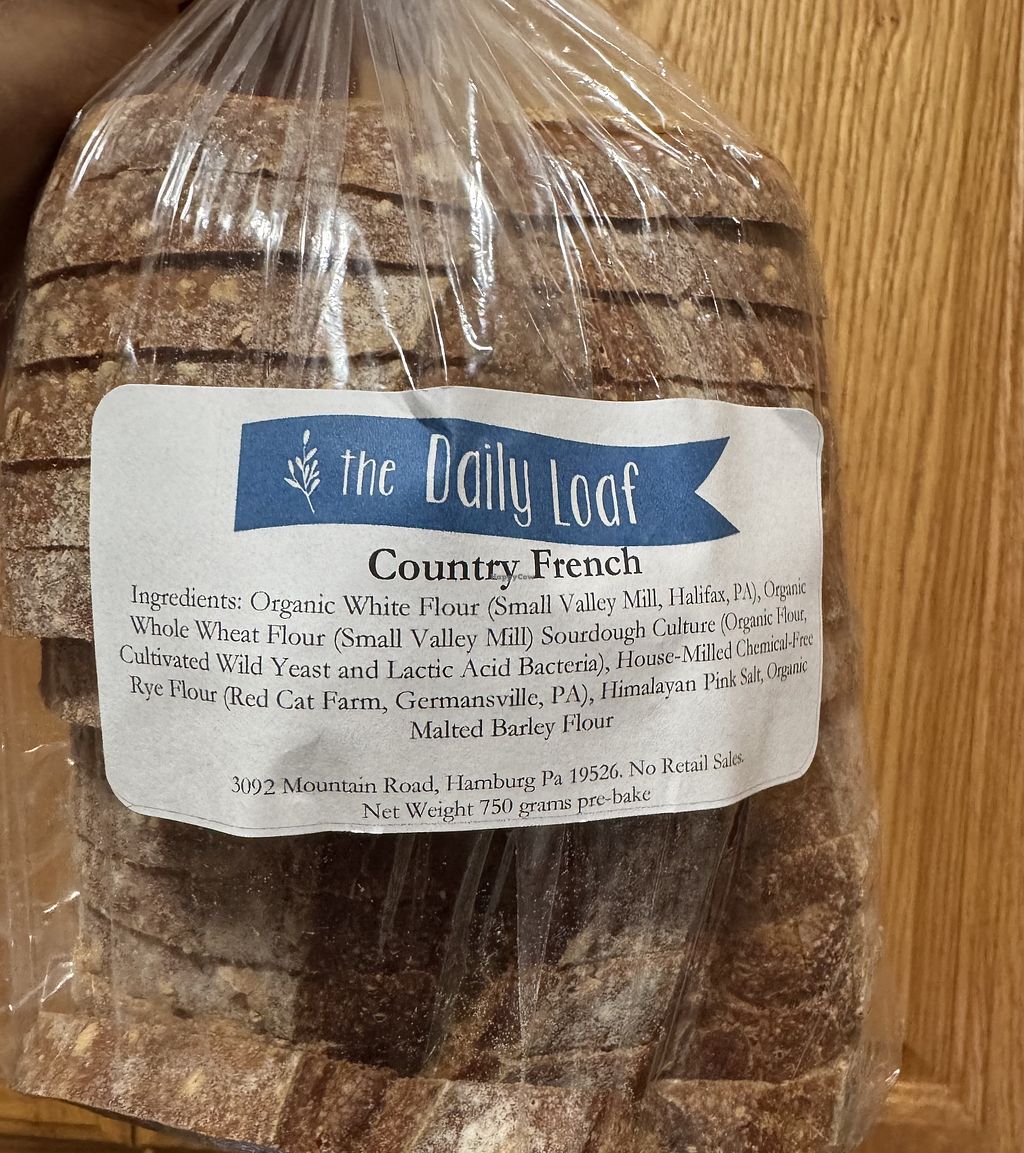 the Daily Loaf
Country French
HappyCow
Ingredients: Organic White Flour (Small Valley Mill, Halifax, PA), Organic
Whole Wheat Flour (Small Valley Mill) Sourdough Culture (Organic Flour,
Cultivated Wild Yeast and Lactic Acid Bacteria), House-Milled Chemical-Free
Rye Flour (Red Cat Farm, Germansville, PA), Himalayan Pink Salt, Organic
Malted Barley Flour
3092 Mountain Road, Hamburg Pa 19526. No Retail Sales.
Net Weight 750 grams pre-bake